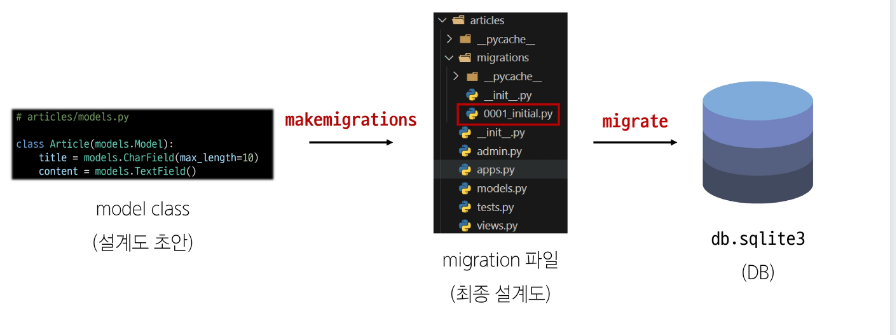 # articles/models.py
class Article(models.Model):
title = models.CharField(max_length=10)
content = models.TextField()
model class
(설계도 초안)
makemigrations
articles
__pycache__
migrations
__pycache__
__init__.py
0001_initial.py
__init__.py
admin.py
apps.py
models.py
tests.py
views.py
migration 파일
(최종 설계도)
migrate
db.sqlite3
(DB)